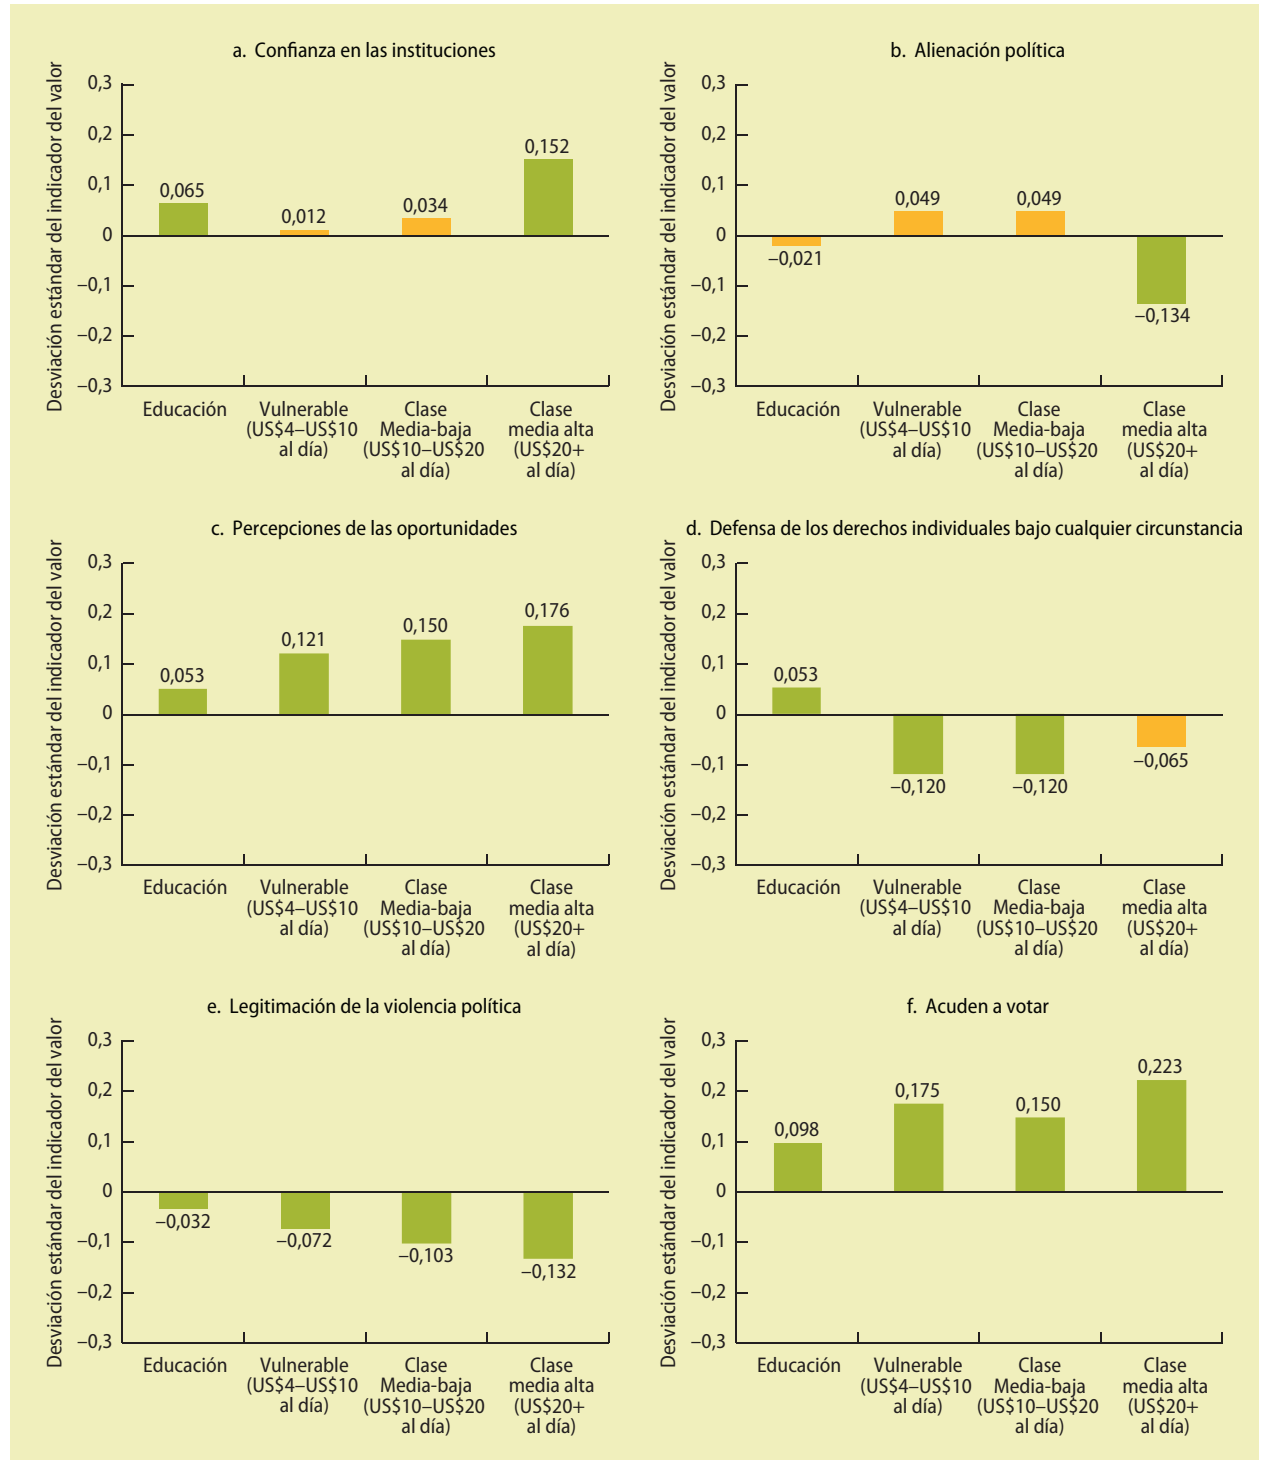 a. Confianza en las instituciones
Desviación estándar del indicador del valor
0,3
0,2
0,1
0
–0,1
–0,2
–0,3
0,065
0,012
0,034
0,152
Educación
Vulnerable
(US$4–US$10
al día)
Clase
Media-baja
(US$10–US$20
al día)
Clase
media alta
(US$20+
al día)
b. Alienación política
Desviación estándar del indicador del valor
0,3
0,2
0,1
0
–0,1
–0,2
–0,3
–0,021
0,049
0,049
–0,134
Educación
Vulnerable
(US$4–US$10
al día)
Clase
Media-baja
(US$10–US$20
al día)
Clase
media alta
(US$20+
al día)
c. Percepciones de las oportunidades
Desviación estándar del indicador del valor
0,3
0,2
0,1
0
–0,1
–0,2
–0,3
0,053
0,121
0,150
0,176
Educación
Vulnerable
(US$4–US$10
al día)
Clase
Media-baja
(US$10–US$20
al día)
Clase
media alta
(US$20+
al día)
d. Defensa de los derechos individuales bajo cualquier circunstancia
Desviación estándar del indicador del valor
0,3
0,2
0,1
0
–0,1
–0,2
–0,3
0,053
–0,120
–0,120
–0,065
Educación
Vulnerable
(US$4–US$10
al día)
Clase
Media-baja
(US$10–US$20
al día)
Clase
media alta
(US$20+
al día)
e. Legitimación de la violencia política
Desviación estándar del indicador del valor
0,3
0,2
0,1
0
–0,1
–0,2
–0,3
–0,032
–0,072
–0,103
–0,132
Educación
Vulnerable
(US$4–US$10
al día)
Clase
Media-baja
(US$10–US$20
al día)
Clase
media alta
(US$20+
al día)
f. Acuden a votar
Desviación estándar del indicador del valor
0,3
0,2
0,1
0
–0,1
–0,2
–0,3
0,098
0,175
0,150
0,223
Educación
Vulnerable
(US$4–US$10
al día)
Clase
Media-baja
(US$10–US$20
al día)
Clase
media alta
(US$20+
al día)